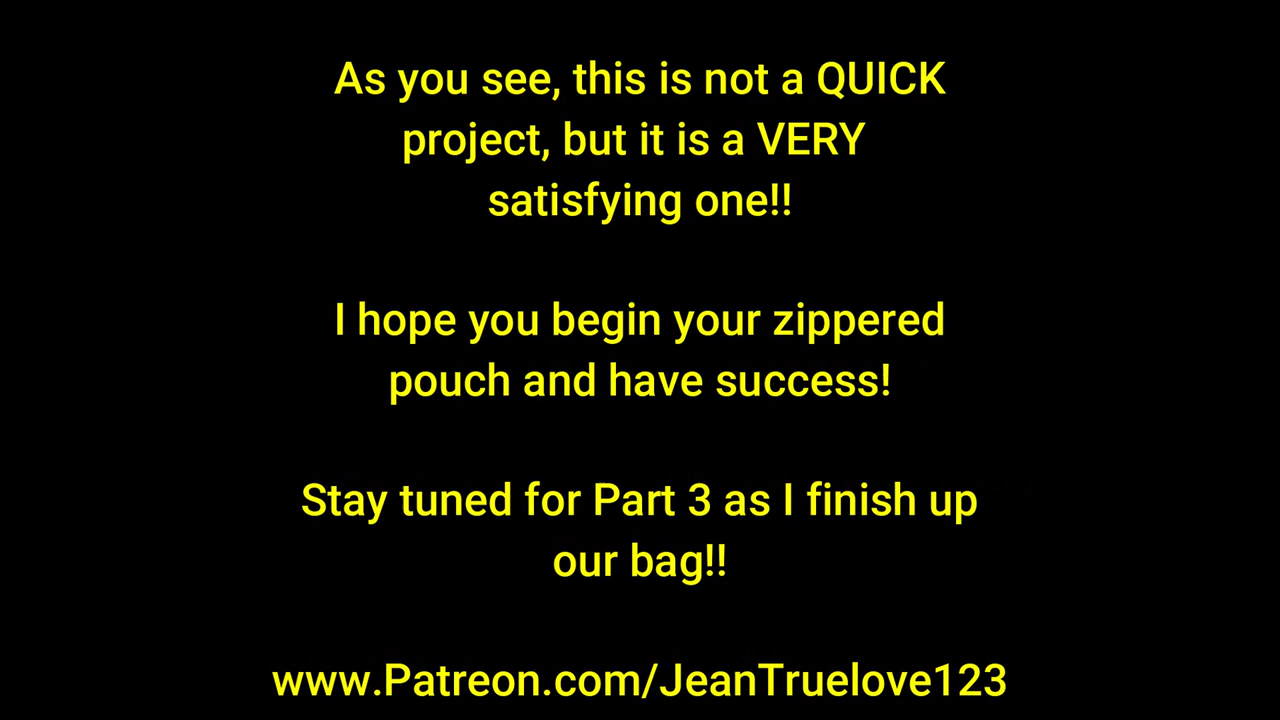 As you see, this is not a QUICK
project, but it is a VERY
satisfying one!!
I hope you begin your zippered
pouch and have success!
Stay tuned for Part 3 as I finish up
our bag!!
www.Patreon.com/JeanTruelove123